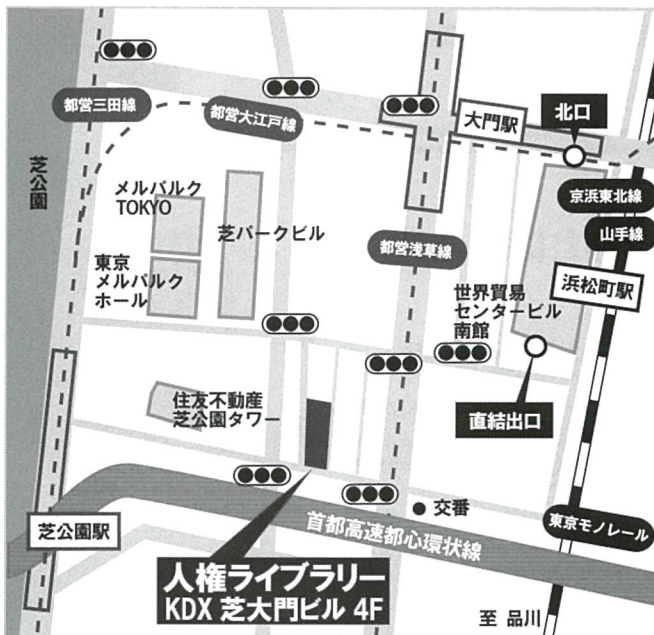 都営三田線
都営大江戸線
大門駅
北口
芝公園
メルパルク
TOKYO
芝パークビル
都営浅草線
京浜東北線
山手線
東京
メルパルク
ホール
世界貿易
センタービル
南館
浜松町駅
住友不動産
芝公園タワー
直結出口
交番
芝公園駅
首都高速都心環状線
東京モノレール
人権ライブラリー
KDX 芝大門ビル 4F
至 品川